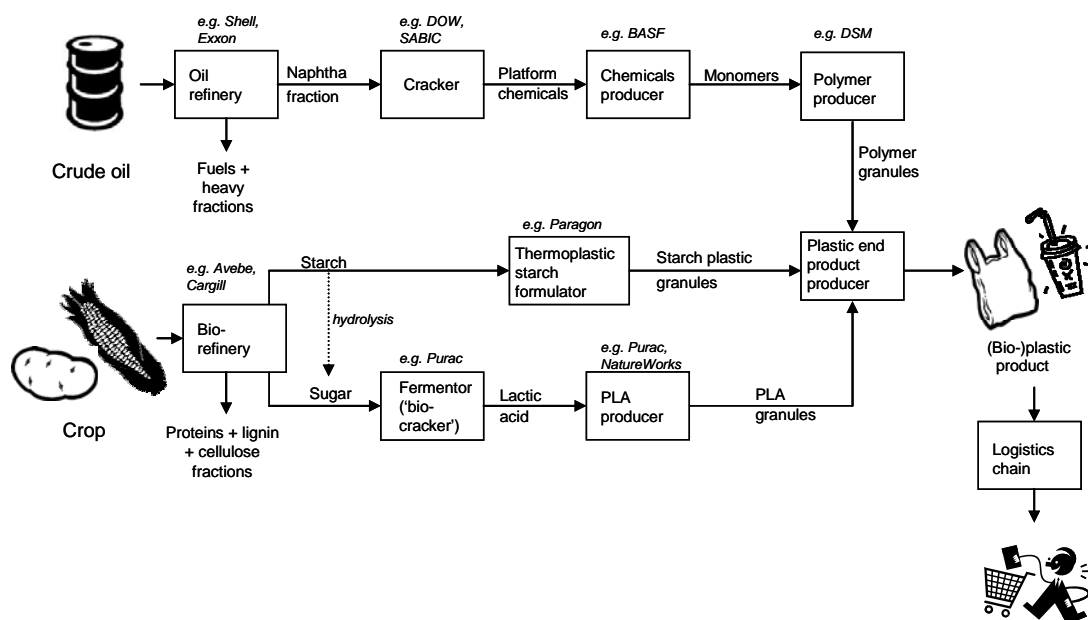 e.g. Shell,
Exxon
e.g. DOW,
SABIC
e.g. BASF
e.g. DSM
Oil
refinery
Naphtha
fraction
Cracker
Platform
chemicals
Chemicals
producer
Monomers
Polymer
producer
Crude oil
Fuels +
heavy
fractions
Polymer
granules
e.g. Paragon
e.g. Avebe,
Cargill
Starch
Thermoplastic
starch
formulator
Starch plastic
granules
Plastic end
product
producer
Bio-
refinery
hydrolysis
(Bio-)plastic
product
e.g. Purac
e.g. Purac,
NatureWorks
Sugar
Fermentor
(‘bio-
cracker’)
Lactic
acid
PLA
producer
PLA
granules
Crop
Proteins + lignin
+ cellulose
fractions
Logistics
chain